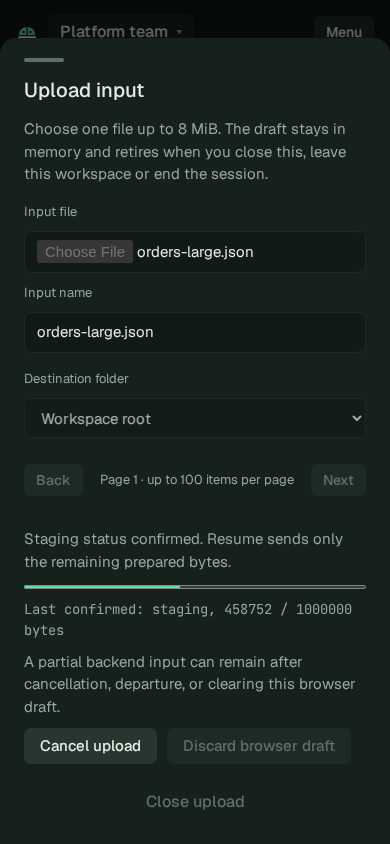 Platform team ▾
Menu
Upload input
Choose one file up to 8 MiB. The draft stays in
memory and retires when you close this, leave
this workspace or end the session.
Input file
Choose File orders-large.json
Input name
orders-large.json
Destination folder
Workspace root
Back Page 1 · up to 100 items per page Next
Staging status confirmed. Resume sends only
the remaining prepared bytes.
Last confirmed: staging, 458752 / 1000000
bytes
A partial backend input can remain after
cancellation, departure, or clearing this browser
draft.
Cancel upload Discard browser draft
Close upload